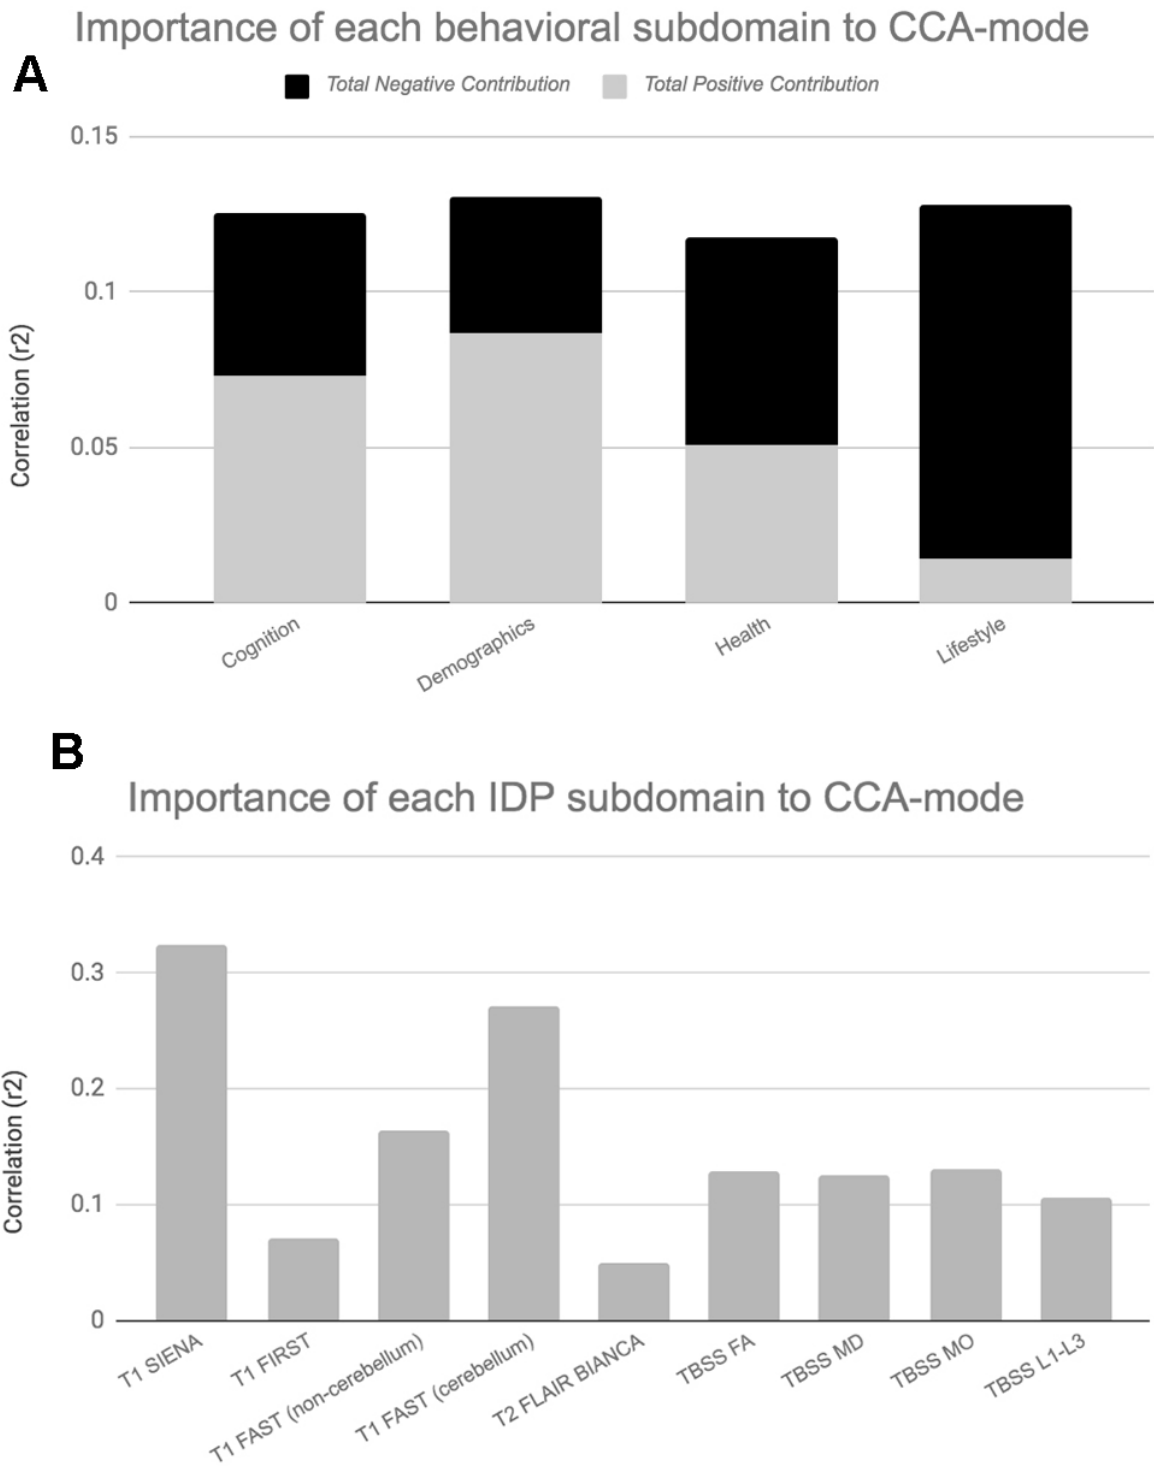 Importance of each behavioral subdomain to CCA-mode
A
Total Negative Contribution Total Positive Contribution
0.15
0.1
0.05
0
Correlation (r2)
Cognition
Demographics
Health
Lifestyle
B
Importance of each IDP subdomain to CCA-mode
0.4
0.3
0.2
0.1
0
Correlation (r2)
T1 SIENA
T1 FIRST
T1 FAST (non-cerebellum)
T1 FAST (cerebellum)
T2 FLAIR BIANCA
TBSS FA
TBSS MD
TBSS MO
TBSS L1-L3